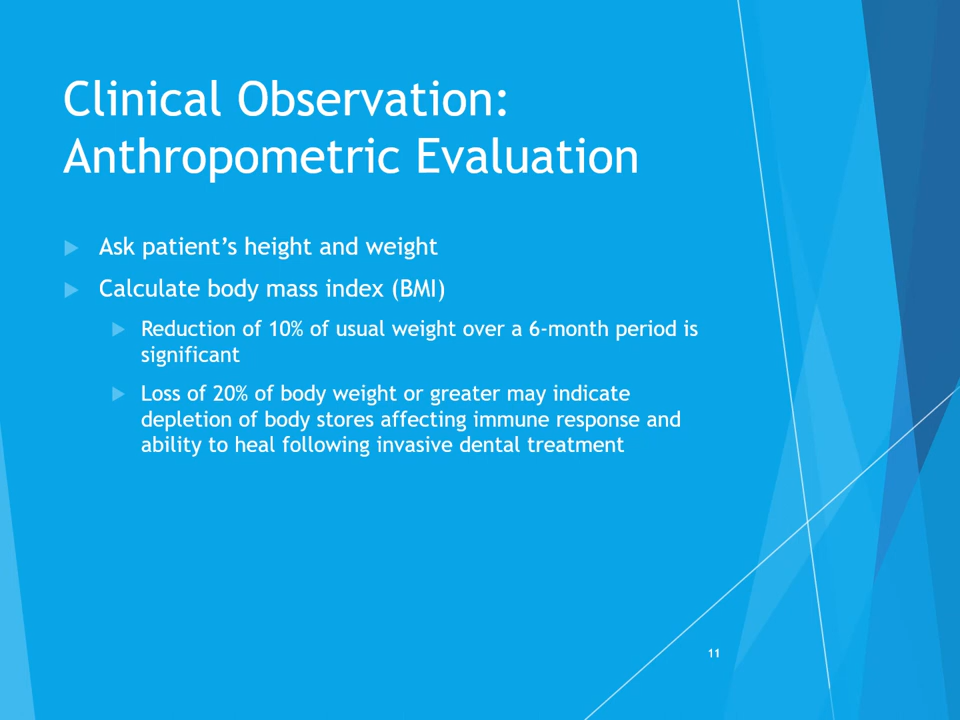 Clinical Observation:
Anthropometric Evaluation
Ask patient’s height and weight
Calculate body mass index (BMI)
Reduction of 10% of usual weight over a 6-month period is
significant
Loss of 20% of body weight or greater may indicate
depletion of body stores affecting immune response and
ability to heal following invasive dental treatment
11